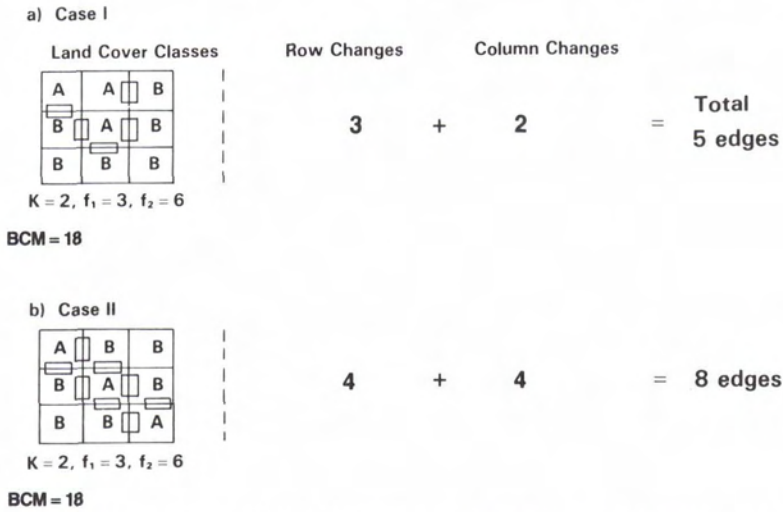 a) Case I
Land Cover Classes Row Changes Column Changes
A A B
B A B
B B B
3 + 2 = Total
5 edges
K = 2, f₁ = 3, f₂ = 6
BCM = 18
b) Case II
A B B
B A B
B B A
4 + 4 = 8 edges
K = 2, f₁ = 3, f₂ = 6
BCM = 18